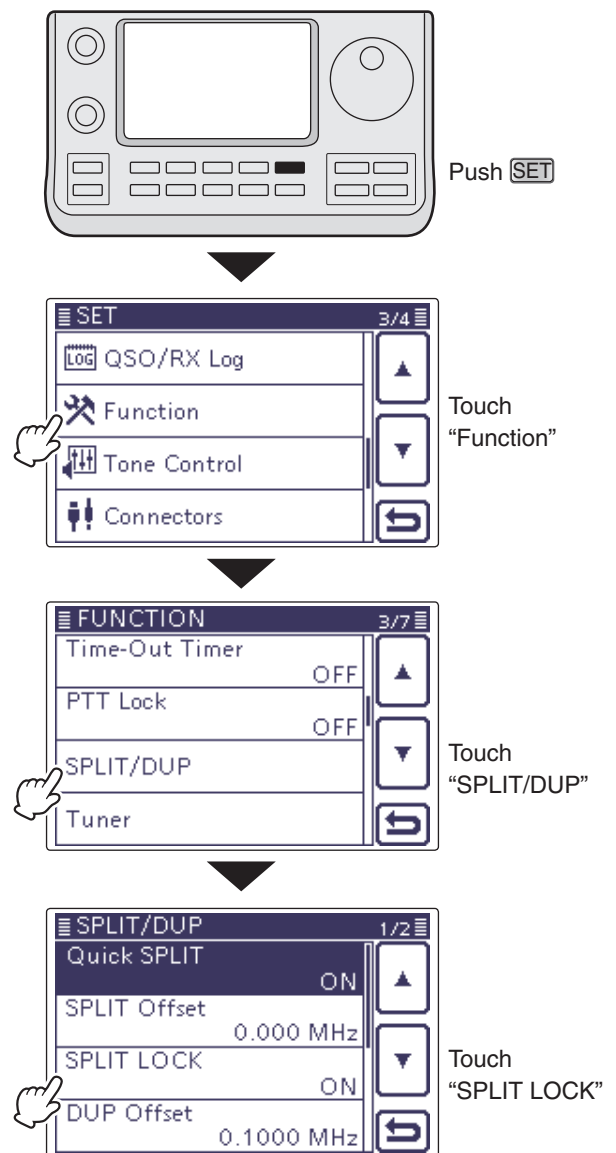 Push SET
SET 3/4
LOG QSO/RX Log
Function
Tone Control
Connectors
Touch
“Function”
FUNCTION 3/7
Time-Out Timer
OFF
PTT Lock
OFF
SPLIT/DUP
Tuner
Touch
“SPLIT/DUP”
SPLIT/DUP 1/2
Quick SPLIT
ON
SPLIT Offset
0.000 MHz
SPLIT LOCK
ON
DUP Offset
0.1000 MHz
Touch
“SPLIT LOCK”